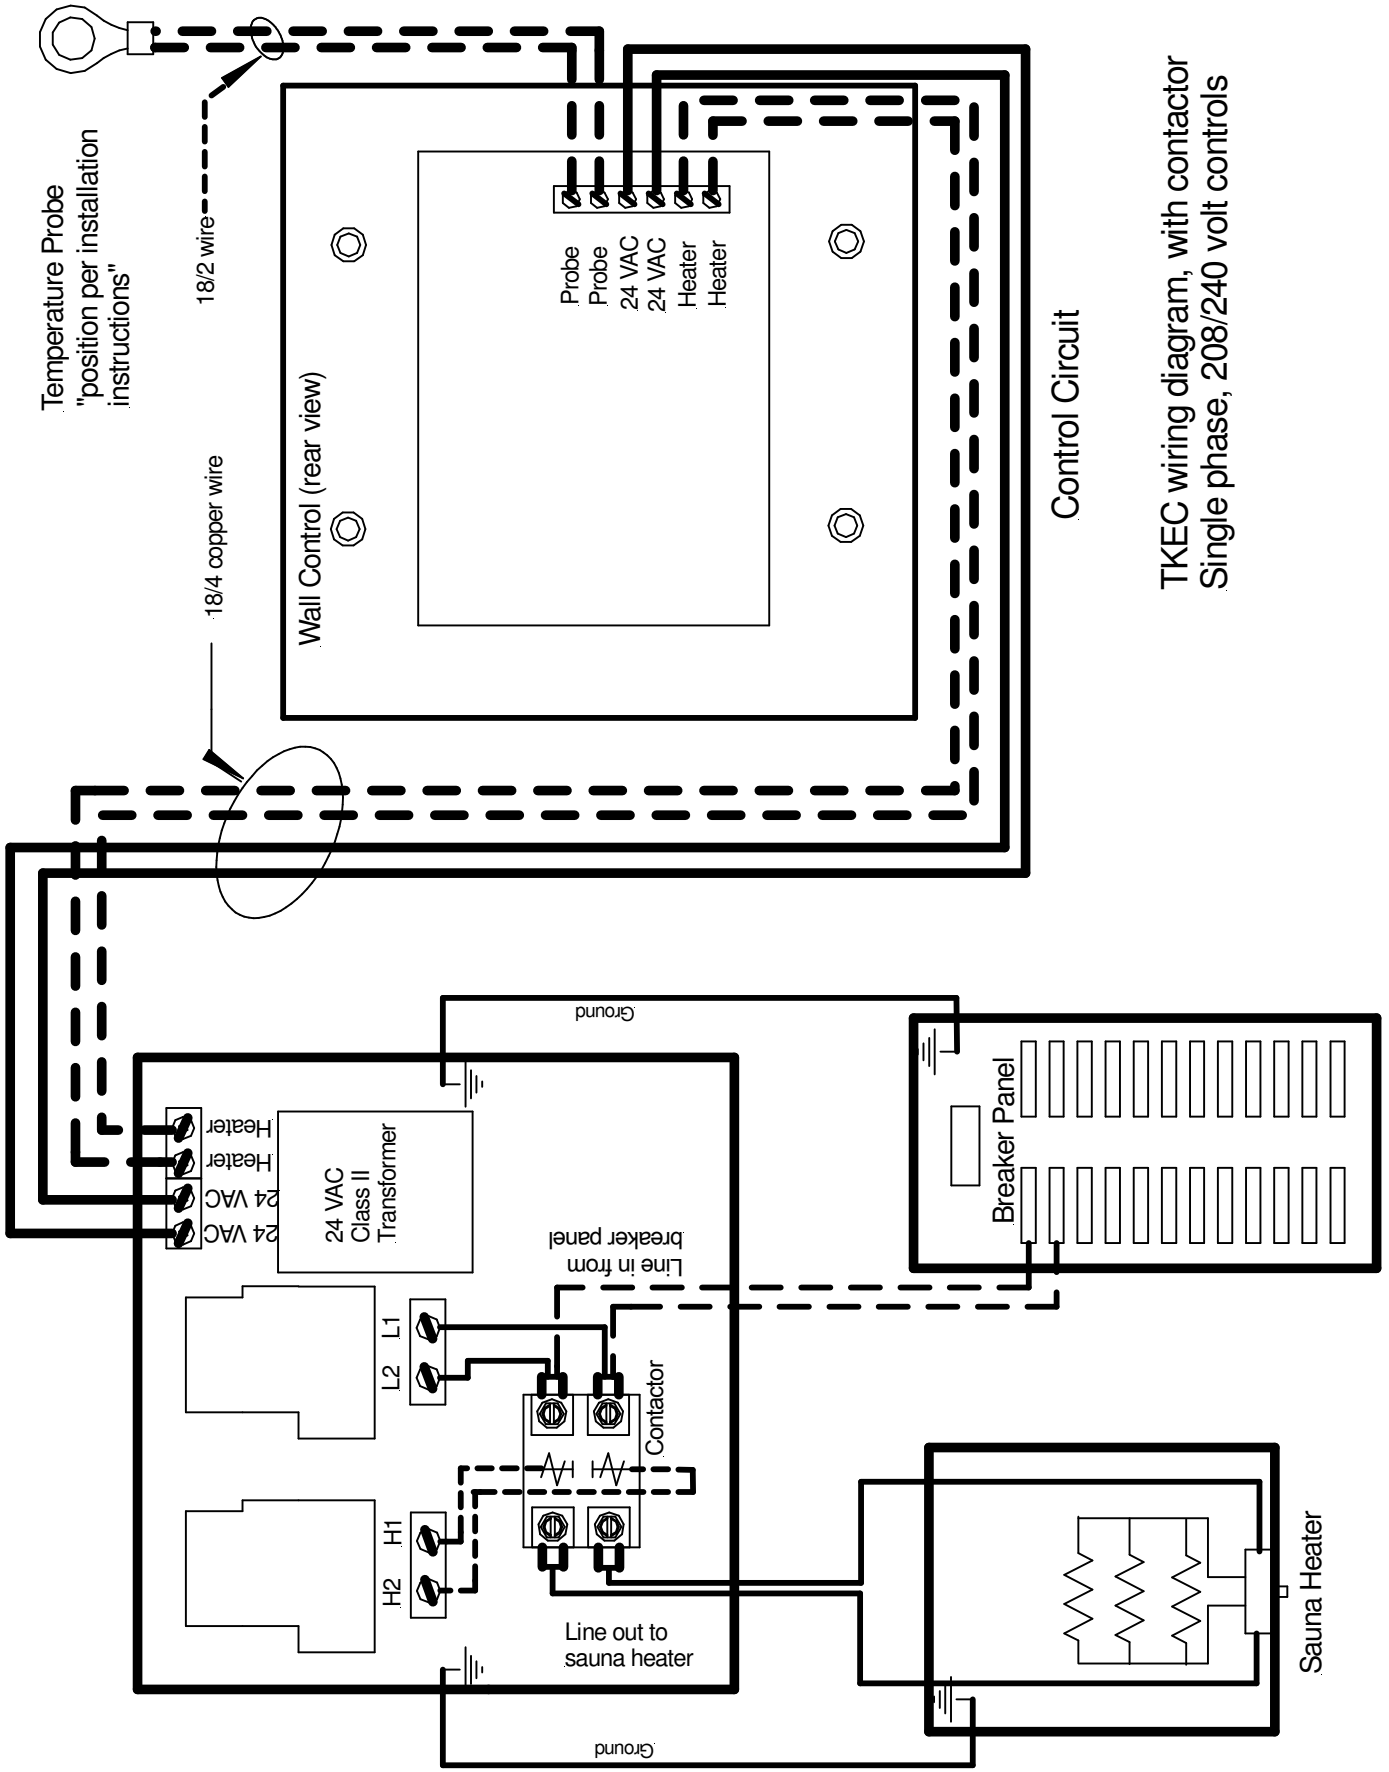 Temperature Probe
"position per installation
instructions"
18/2 wire
18/4 copper wire
Wall Control (rear view)
Probe
Probe
24 VAC
24 VAC
Heater
Heater
Control Circuit
TKEC wiring diagram, with contactor
Single phase, 208/240 volt controls
Heater
Heater
24 VAC
24 VAC
24 VAC
Class II
Transformer
Ground
Line in from
breaker panel
Breaker Panel
L1
L2
H1
H2
Contactor
Line out to
sauna heater
Ground
Sauna Heater